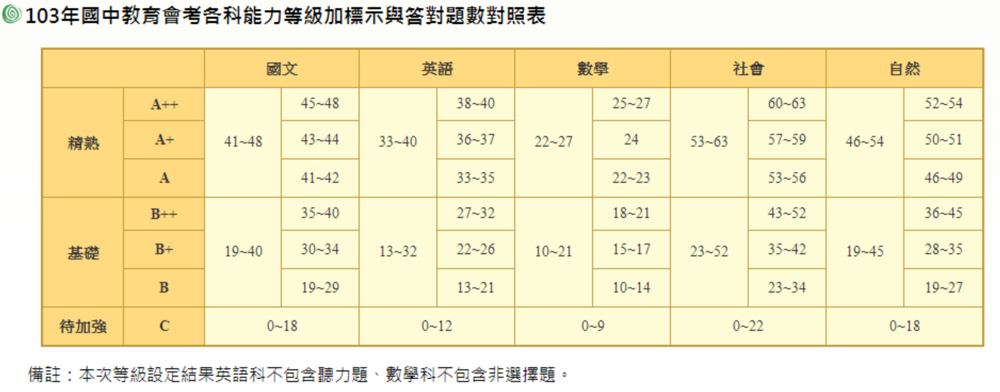 103年國中教育會考各科能力等級加標示與答對題數對照表
國文 英語 數學 社會 自然
精熟 A++ 41~48 45~48 33~40 38~40 22~27 25~27 53~63 60~63 46~54 52~54
A+ 43~44 36~37 24 57~59 50~51
A 41~42 33~35 22~23 53~56 46~49
基礎 B++ 19~40 35~40 13~32 27~32 10~21 18~21 23~52 43~52 19~45 36~45
B+ 30~34 22~26 15~17 35~42 28~35
B 19~29 13~21 10~14 23~34 19~27
待加強 C 0~18 0~12 0~9 0~22 0~18
備註：本次等級設定結果英語科不包含聽力題、數學科不包含非選擇題。